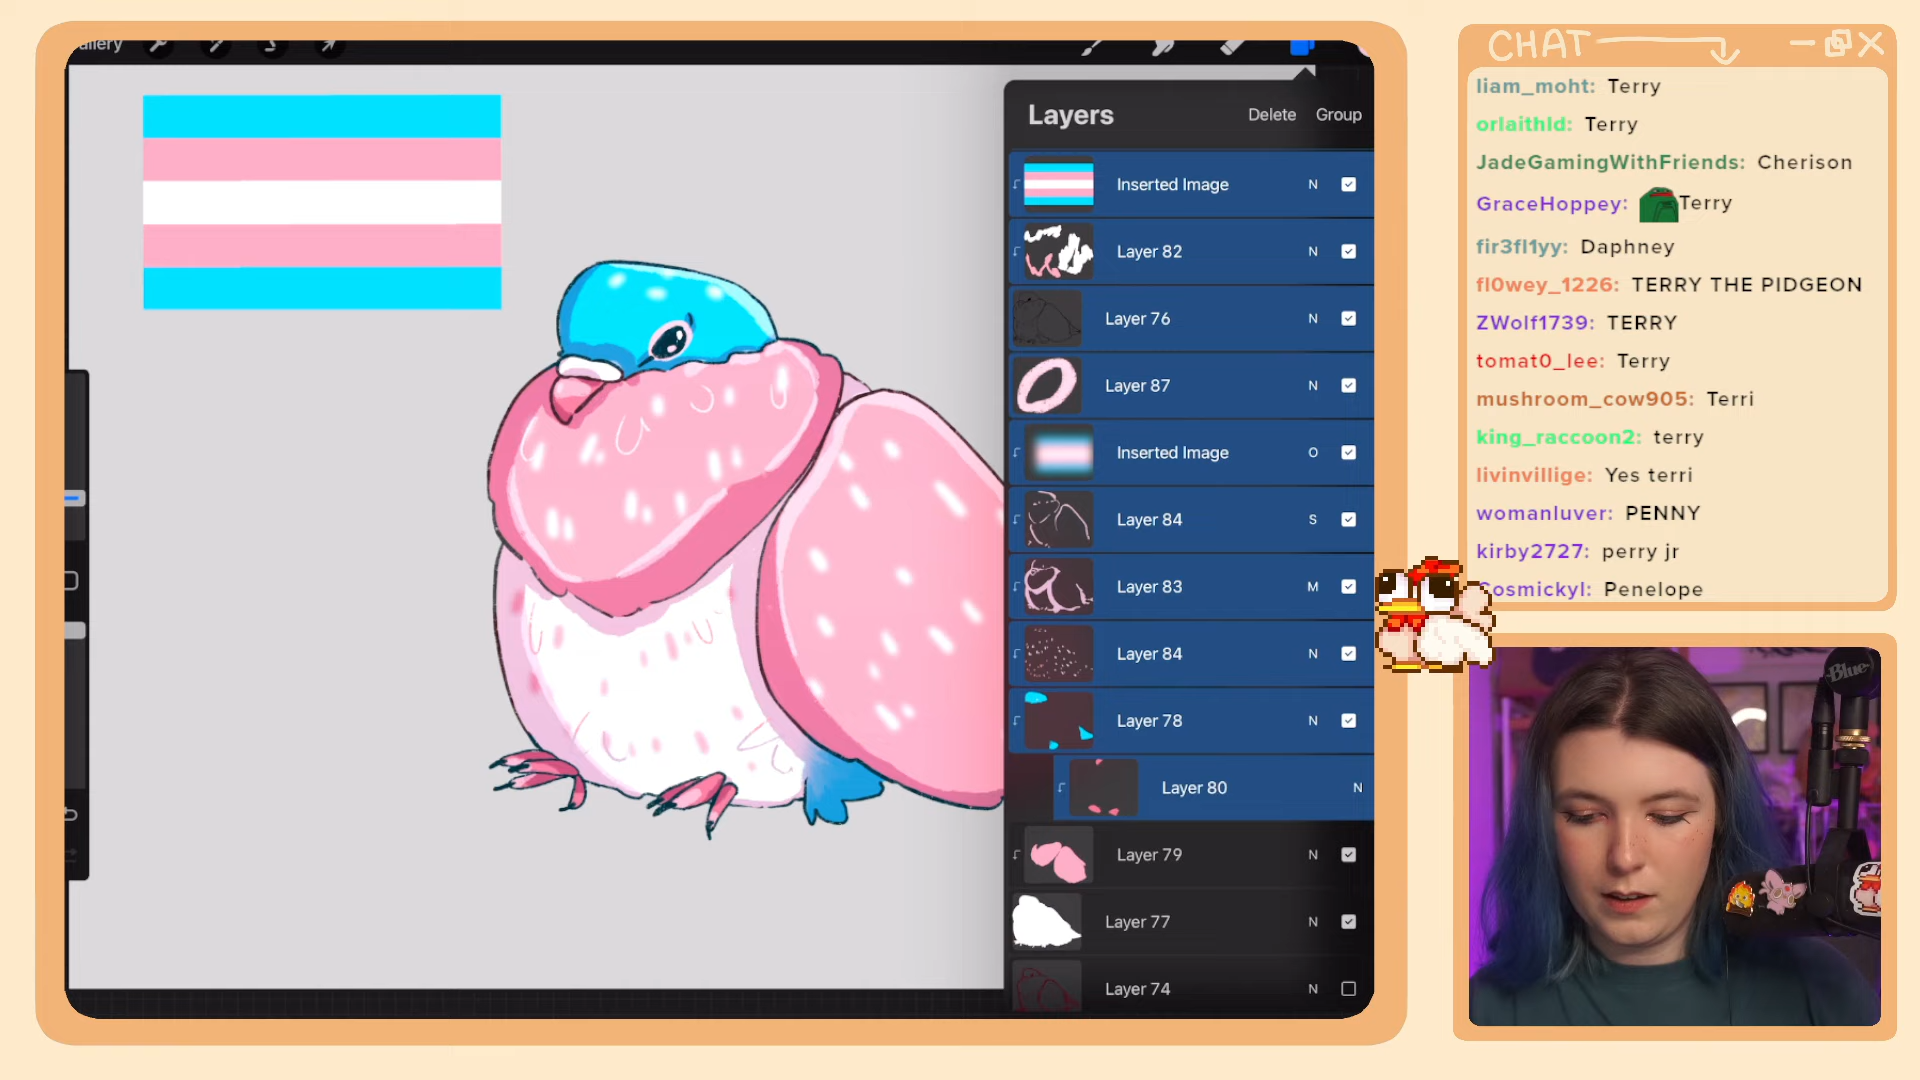 allery
Layers Delete Group
Inserted Image N
Layer 82 N
Layer 76 N
Layer 87 N
Inserted Image O
Layer 84 S
Layer 83 M
Layer 84 N
Layer 78 N
Layer 80 N
Layer 79 N
Layer 77 N
Layer 74 N
CHAT
liam_moht: Terry
orlaithld: Terry
JadeGamingWithFriends: Cherison
GraceHoppey: Terry
fir3fl1yy: Daphney
fl0wey_1226: TERRY THE PIDGEON
ZWolf1739: TERRY
tomat0_lee: Terry
mushroom_cow905: Terri
king_raccoon2: terry
livinvillige: Yes terri
womanluver: PENNY
kirby2727: perry jr
Cosmickyl: Penelope
Blue